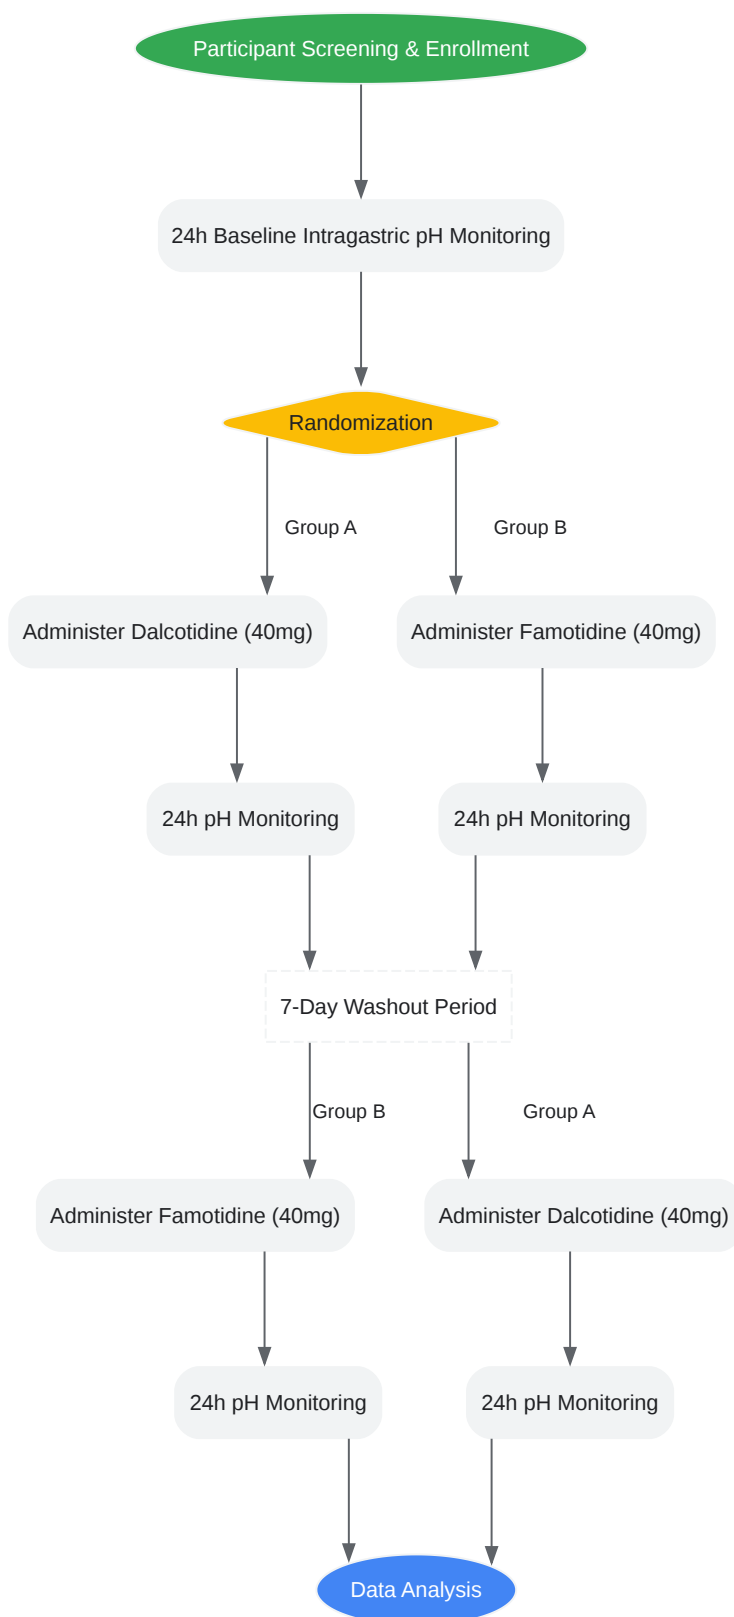 Participant Screening & Enrollment
24h Baseline Intragastric pH Monitoring
Randomization
Group A
Group B
Administer Dalcotidine (40mg)
Administer Famotidine (40mg)
24h pH Monitoring
24h pH Monitoring
7-Day Washout Period
Group B
Group A
Administer Famotidine (40mg)
Administer Dalcotidine (40mg)
24h pH Monitoring
24h pH Monitoring
Data Analysis